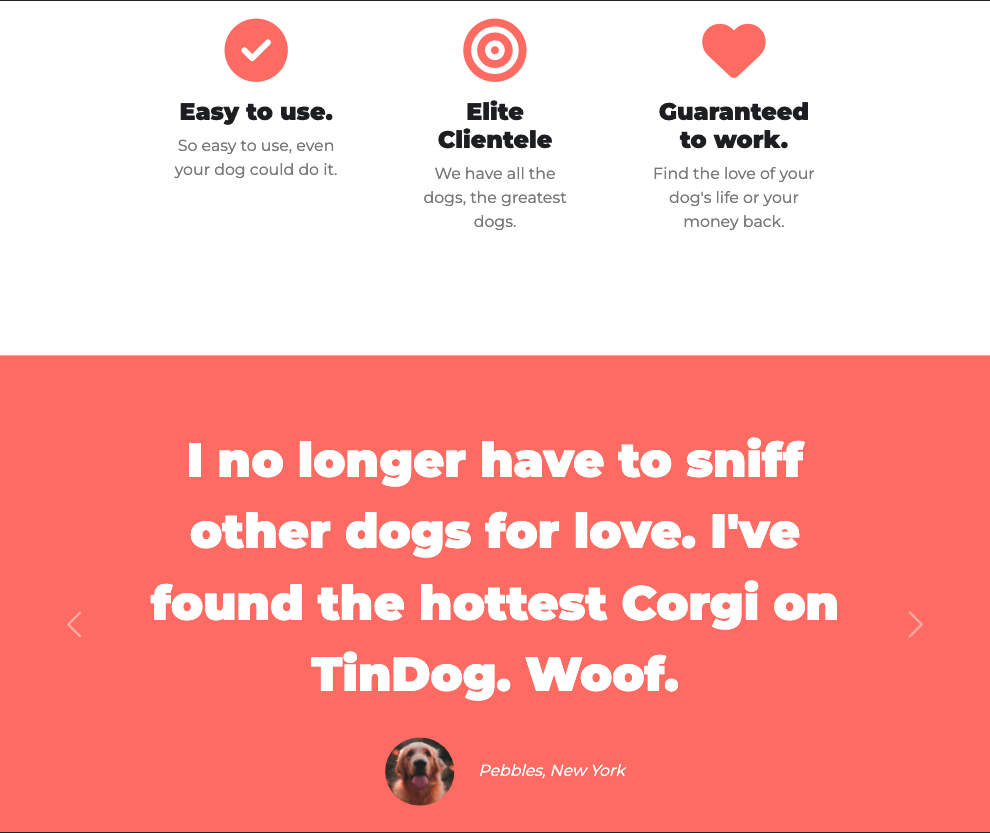 Easy to use.
So easy to use, even
your dog could do it.
Elite
Clientele
We have all the
dogs, the greatest
dogs.
Guaranteed
to work.
Find the love of your
dog's life or your
money back.
I no longer have to sniff
other dogs for love. I've
found the hottest Corgi on
TinDog. Woof.
Pebbles, New York